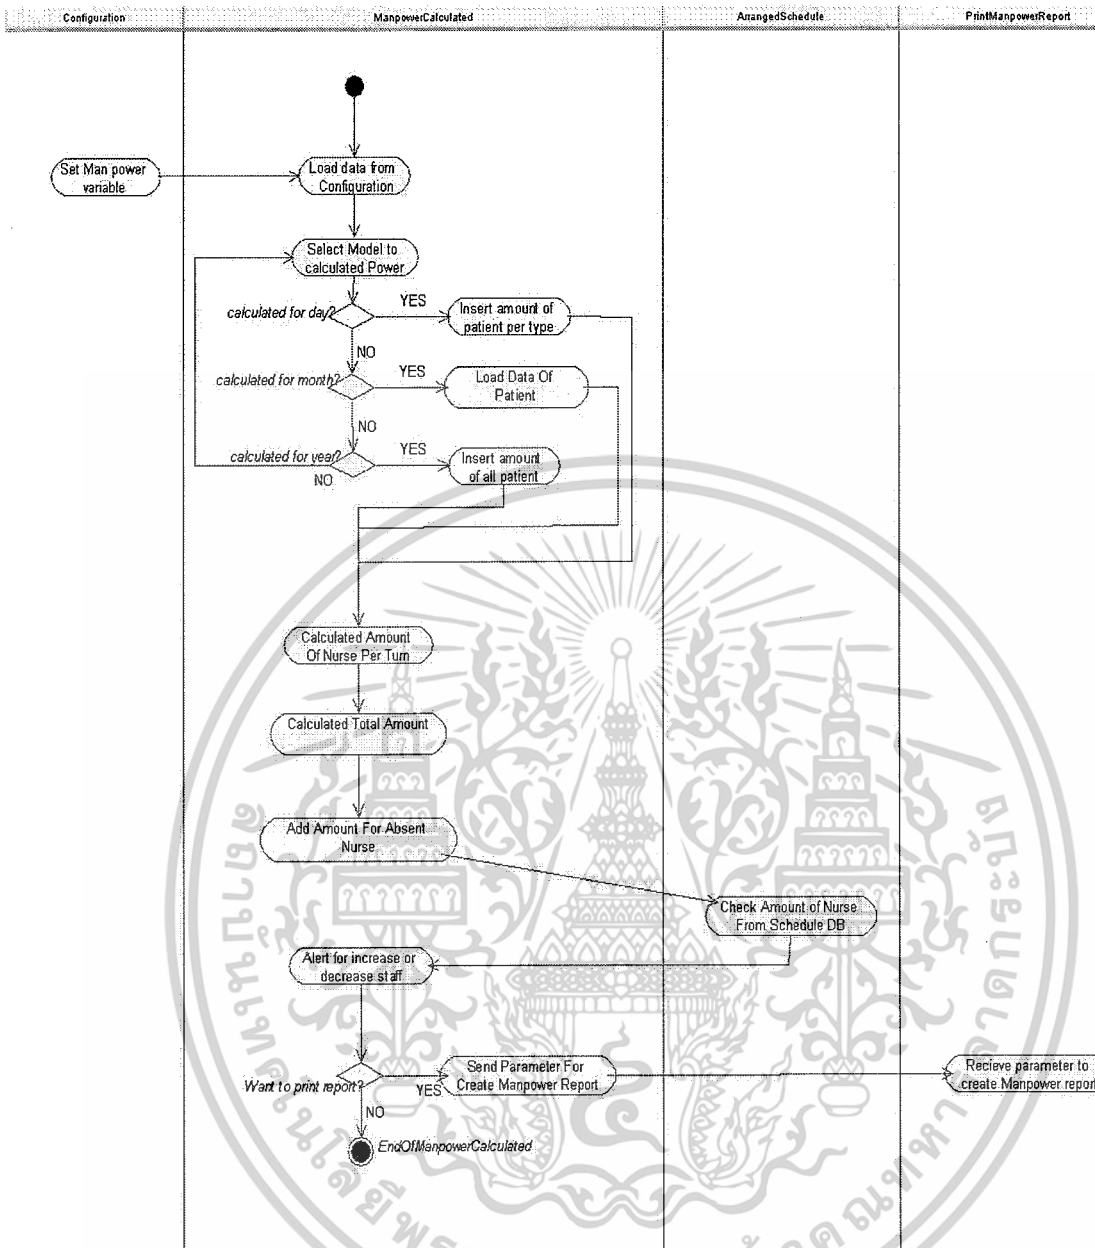 Configuration
ManpowerCalculated
ArrangedSchedule
PrintManpowerReport
Set Man power
variable
Load data from
Configuration
Select Model to
calculated Power
calculated for day?
YES
Insert amount of
patient per type
NO
calculated for month?
YES
Load Data Of
Patient
NO
calculated for year?
YES
Insert amount
of all patient
NO
Calculated Amount
Of Nurse Per Turn
Calculated Total Amount
Add Amount For Absent
Nurse
Check Amount of Nurse
From Schedule DB
Alert for increase or
decrease staff
Want to print report?
YES
Send Parameter For
Create Manpower Report
Recieve parameter to
create Manpower report
NO
EndOfManpowerCalculated